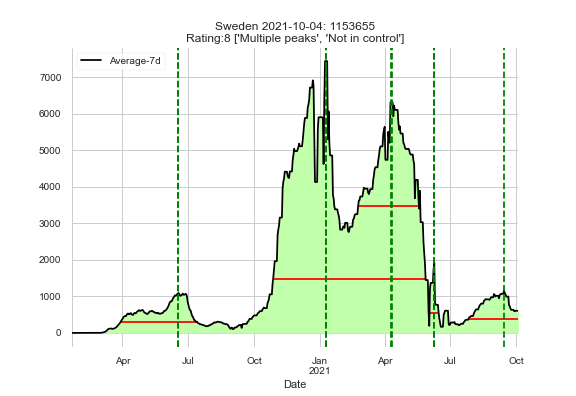 Sweden 2021-10-04: 1153655
Rating:8 ['Multiple peaks', 'Not in control']
Average-7d
7000
6000
5000
4000
3000
2000
1000
0
Apr Jul Oct Jan Apr Jul Oct
2021
Date